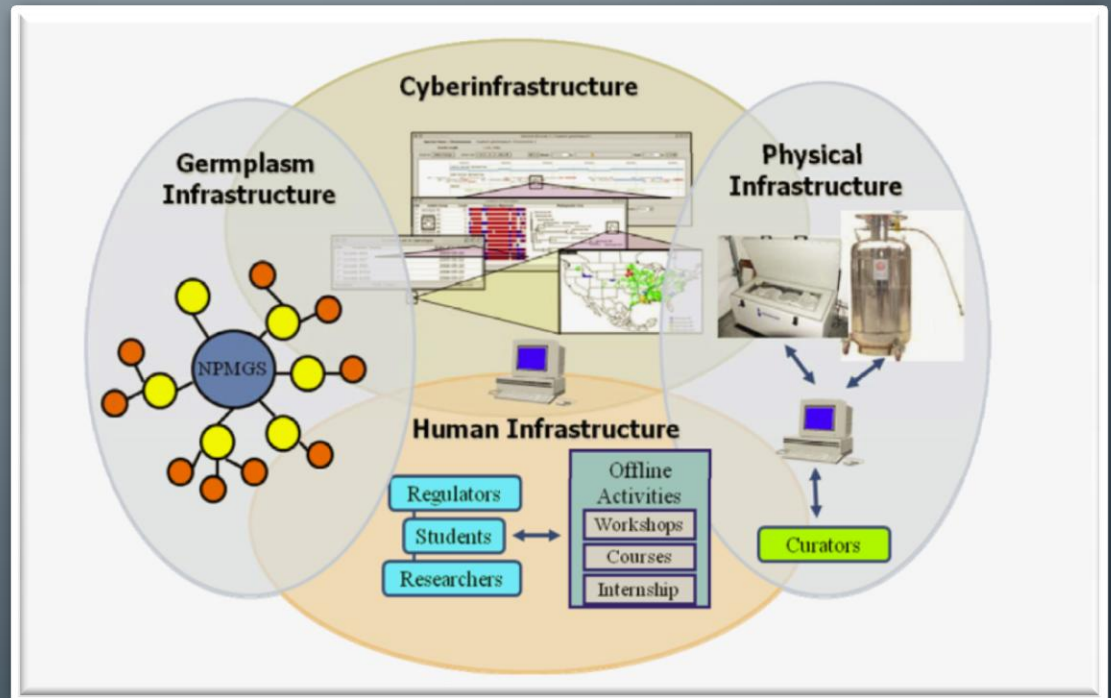 Cyberinfrastructure
Germplasm
Infrastructure
Physical
Infrastructure
NPMGS
Human Infrastructure
Regulators
Students
Researchers
Offline
Activities
Workshops
Courses
Internship
Curators